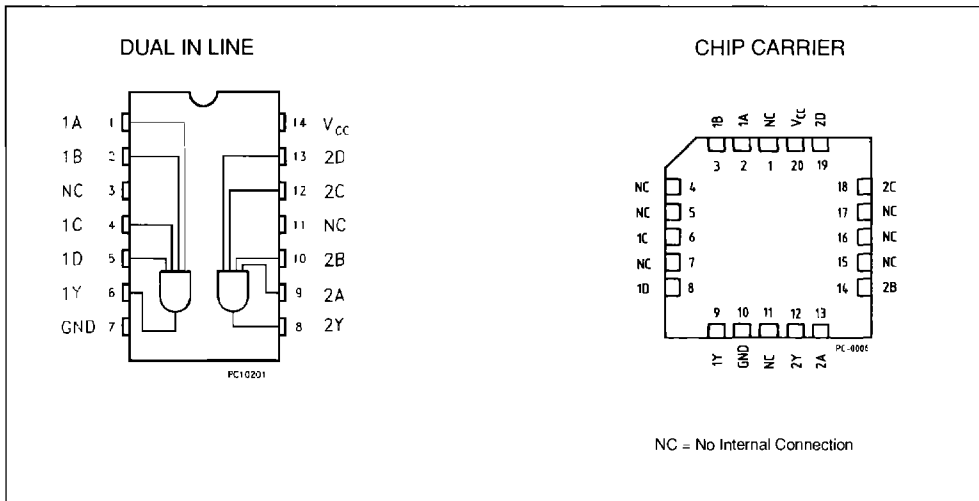 DUAL IN LINE
1A 1 14 VCC
1B 2 13 2D
NC 3 12 2C
1C 4 11 NC
1D 5 10 2B
1Y 6 9 2A
GND 7 8 2Y
PC10201
CHIP CARRIER
1B 1A NC VCC 2D
3 2 1 20 19
NC 4 18 2C
NC 5 17 NC
1C 6 16 NC
NC 7 15 NC
1D 8 14 2B
9 10 11 12 13
1Y GND NC 2Y 2A
NC = No Internal Connection